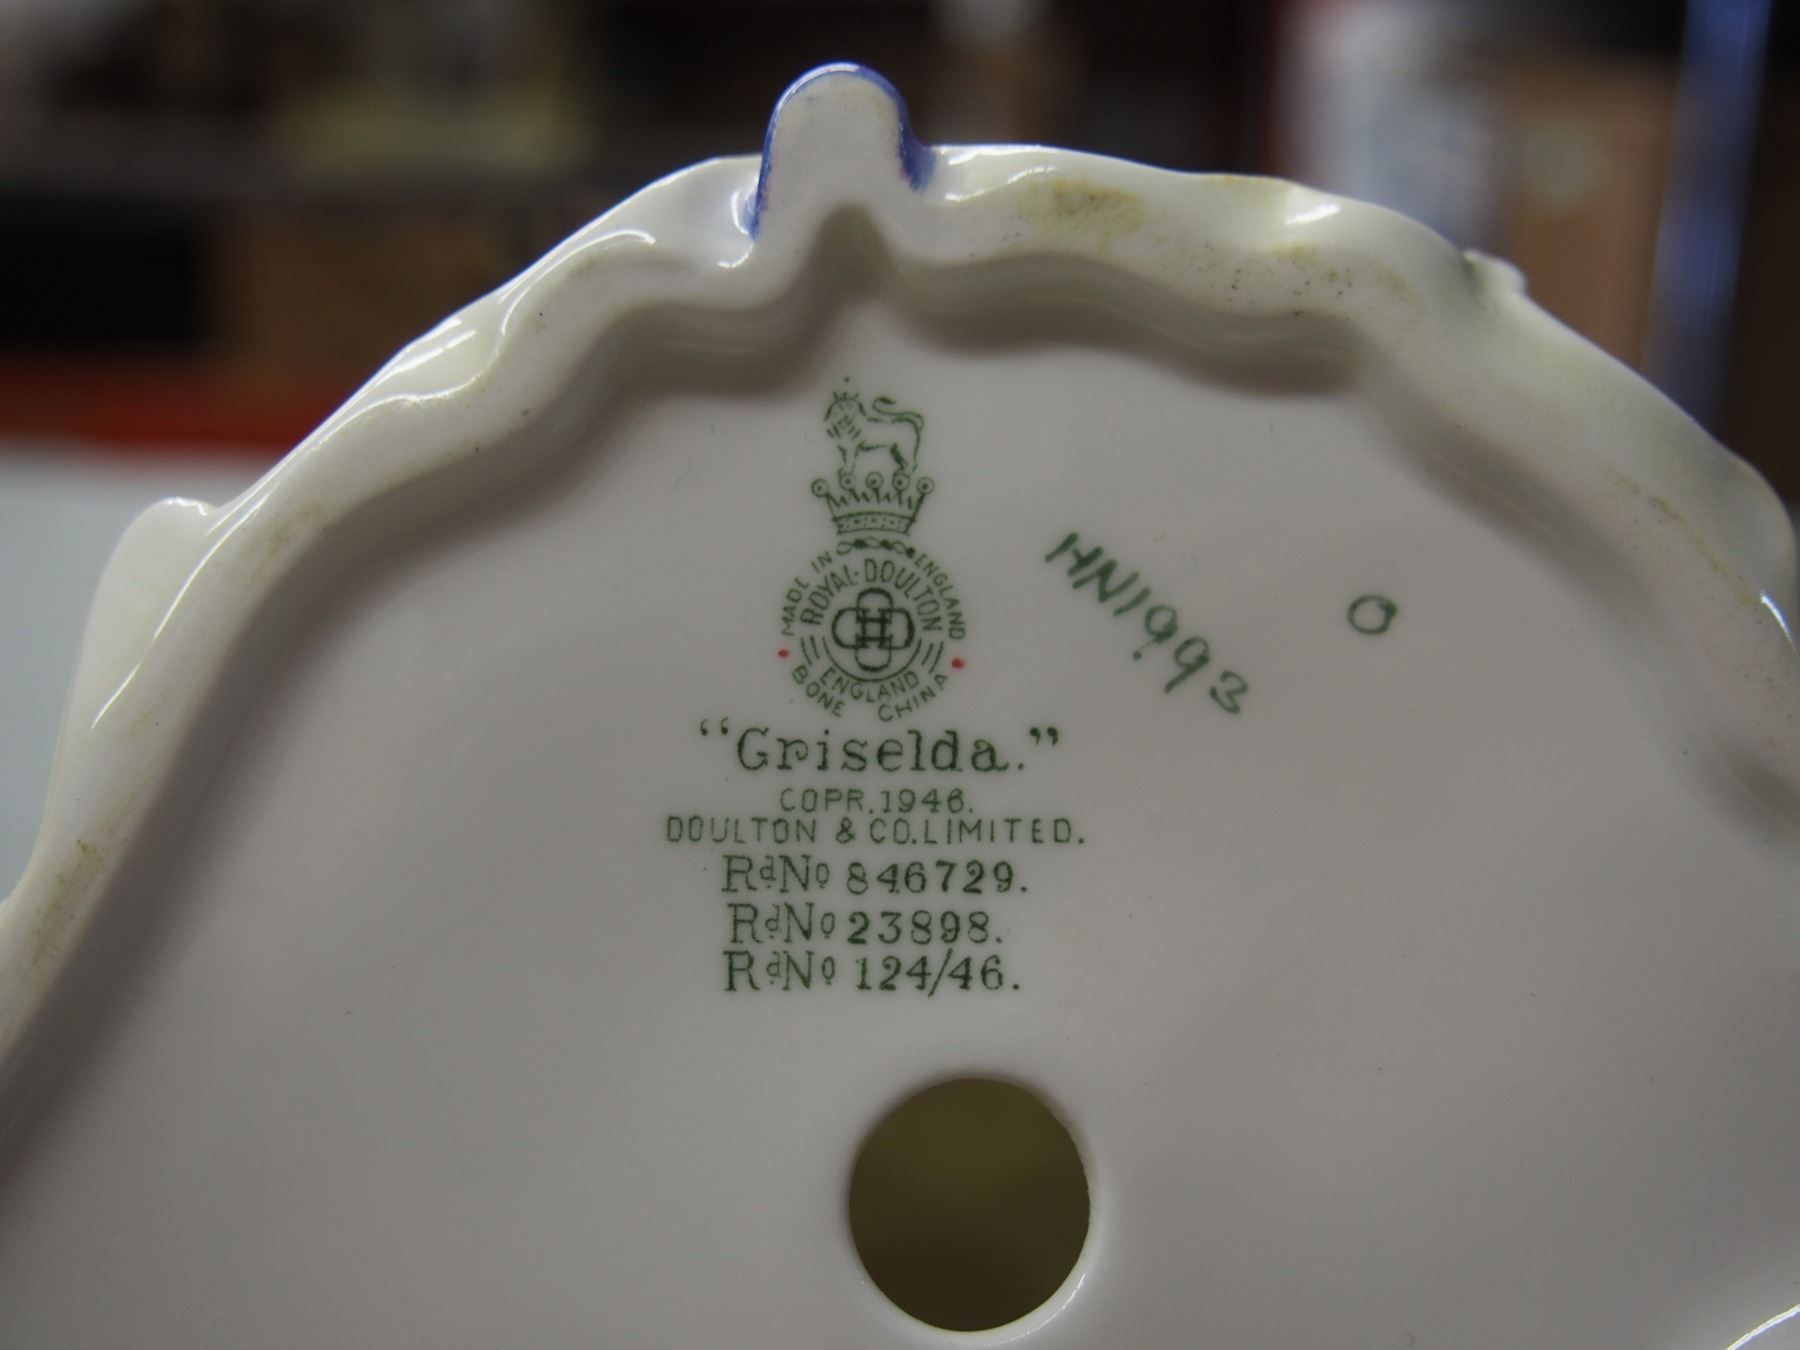 MADE IN ENGLAND
ROYAL·DOULTON
ENGLAND
BONE CHINA
HN1993
O
“Griselda.”
COPR.1946.
DOULTON & CO.LIMITED.
RdNo 846729.
RdNo 23898.
RdNo 124/46.